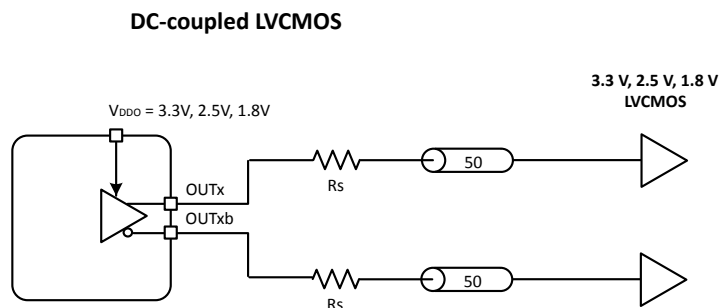 DC-coupled LVCMOS
3.3 V, 2.5 V, 1.8 V
LVCMOS
VDDO = 3.3V, 2.5V, 1.8V
OUTx
Rs
50
OUTxb
Rs
50